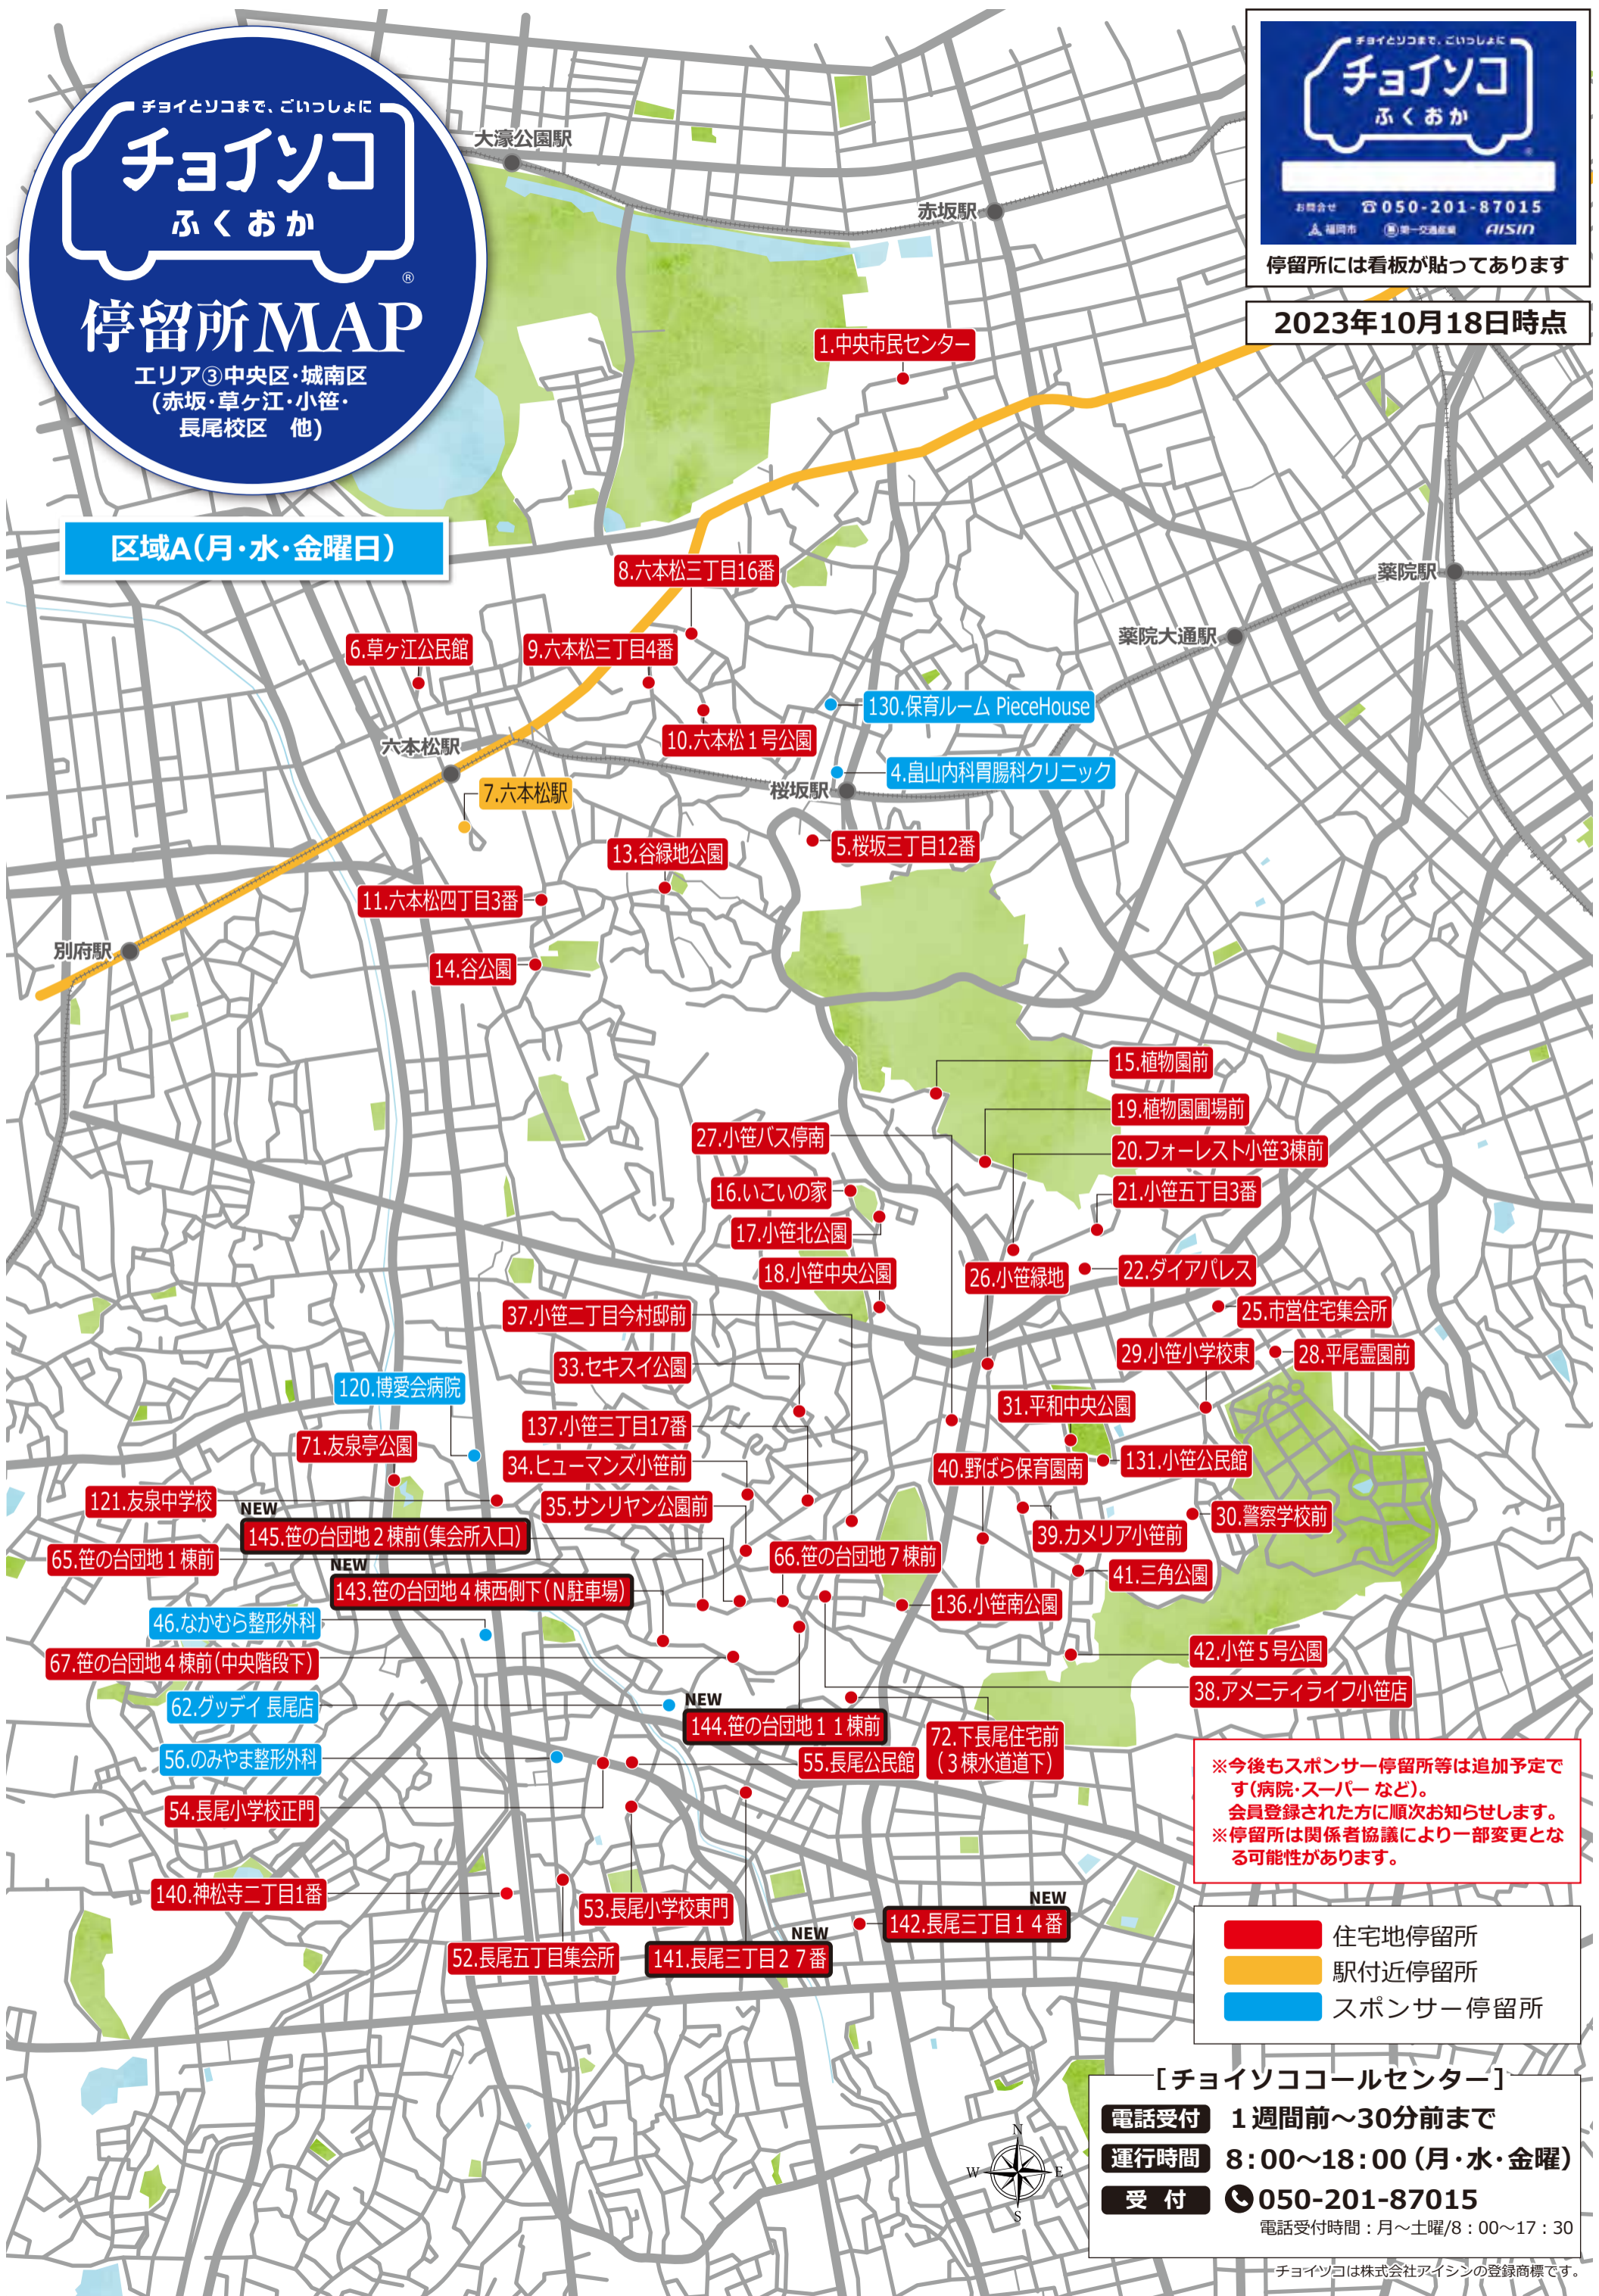 チョイとソコまで、ごいっしょに
チョイソコ
ふくおか
®
停留所MAP
エリア③中央区・城南区
(赤坂・草ヶ江・小笹・
長尾校区 他)
区域A(月・水・金曜日)
チョイとソコまで、ごいっしょに
チョイソコ
ふくおか
®
お問合せ ☎050-201-87015
福岡市 第一交通産業 AISIN
停留所には看板が貼ってあります
2023年10月18日時点
大濠公園駅
赤坂駅
1.中央市民センター
8.六本松三丁目16番
薬院駅
薬院大通駅
6.草ヶ江公民館
9.六本松三丁目4番
130.保育ルーム PieceHouse
10.六本松1号公園
六本松駅
4.畠山内科胃腸科クリニック
桜坂駅
7.六本松駅
5.桜坂三丁目12番
13.谷緑地公園
11.六本松四丁目3番
別府駅
14.谷公園
15.植物園前
19.植物園圃場前
27.小笹バス停南
20.フォーレスト小笹3棟前
16.いこいの家
21.小笹五丁目3番
17.小笹北公園
18.小笹中央公園
26.小笹緑地
22.ダイアパレス
37.小笹二丁目今村邸前
25.市営住宅集会所
33.セキスイ公園
29.小笹小学校東
28.平尾霊園前
120.博愛会病院
31.平和中央公園
137.小笹三丁目17番
71.友泉亭公園
34.ヒューマンズ小笹前
40.野ばら保育園南
131.小笹公民館
121.友泉中学校
35.サンリヤン公園前
30.警察学校前
NEW
145.笹の台団地2棟前(集会所入口)
39.カメリア小笹前
65.笹の台団地1棟前
66.笹の台団地7棟前
41.三角公園
NEW
143.笹の台団地4棟西側下(N駐車場)
136.小笹南公園
46.なかむら整形外科
42.小笹5号公園
67.笹の台団地4棟前(中央階段下)
38.アメニティライフ小笹店
62.グッデイ 長尾店
NEW
144.笹の台団地11棟前
72.下長尾住宅前
(3棟水道道下)
56.のみやま整形外科
55.長尾公民館
54.長尾小学校正門
140.神松寺二丁目1番
53.長尾小学校東門
NEW
142.長尾三丁目14番
52.長尾五丁目集会所
NEW
141.長尾三丁目27番
※今後もスポンサー停留所等は追加予定で
す(病院・スーパー など)。
会員登録された方に順次お知らせします。
※停留所は関係者協議により一部変更とな
る可能性があります。
住宅地停留所
駅付近停留所
スポンサー停留所
N
W E
S
[チョイソココールセンター]
電話受付 1週間前～30分前まで
運行時間 8:00～18:00(月・水・金曜)
受 付 050-201-87015
電話受付時間:月～土曜/8:00～17:30
チョイソコは株式会社アイシンの登録商標です。